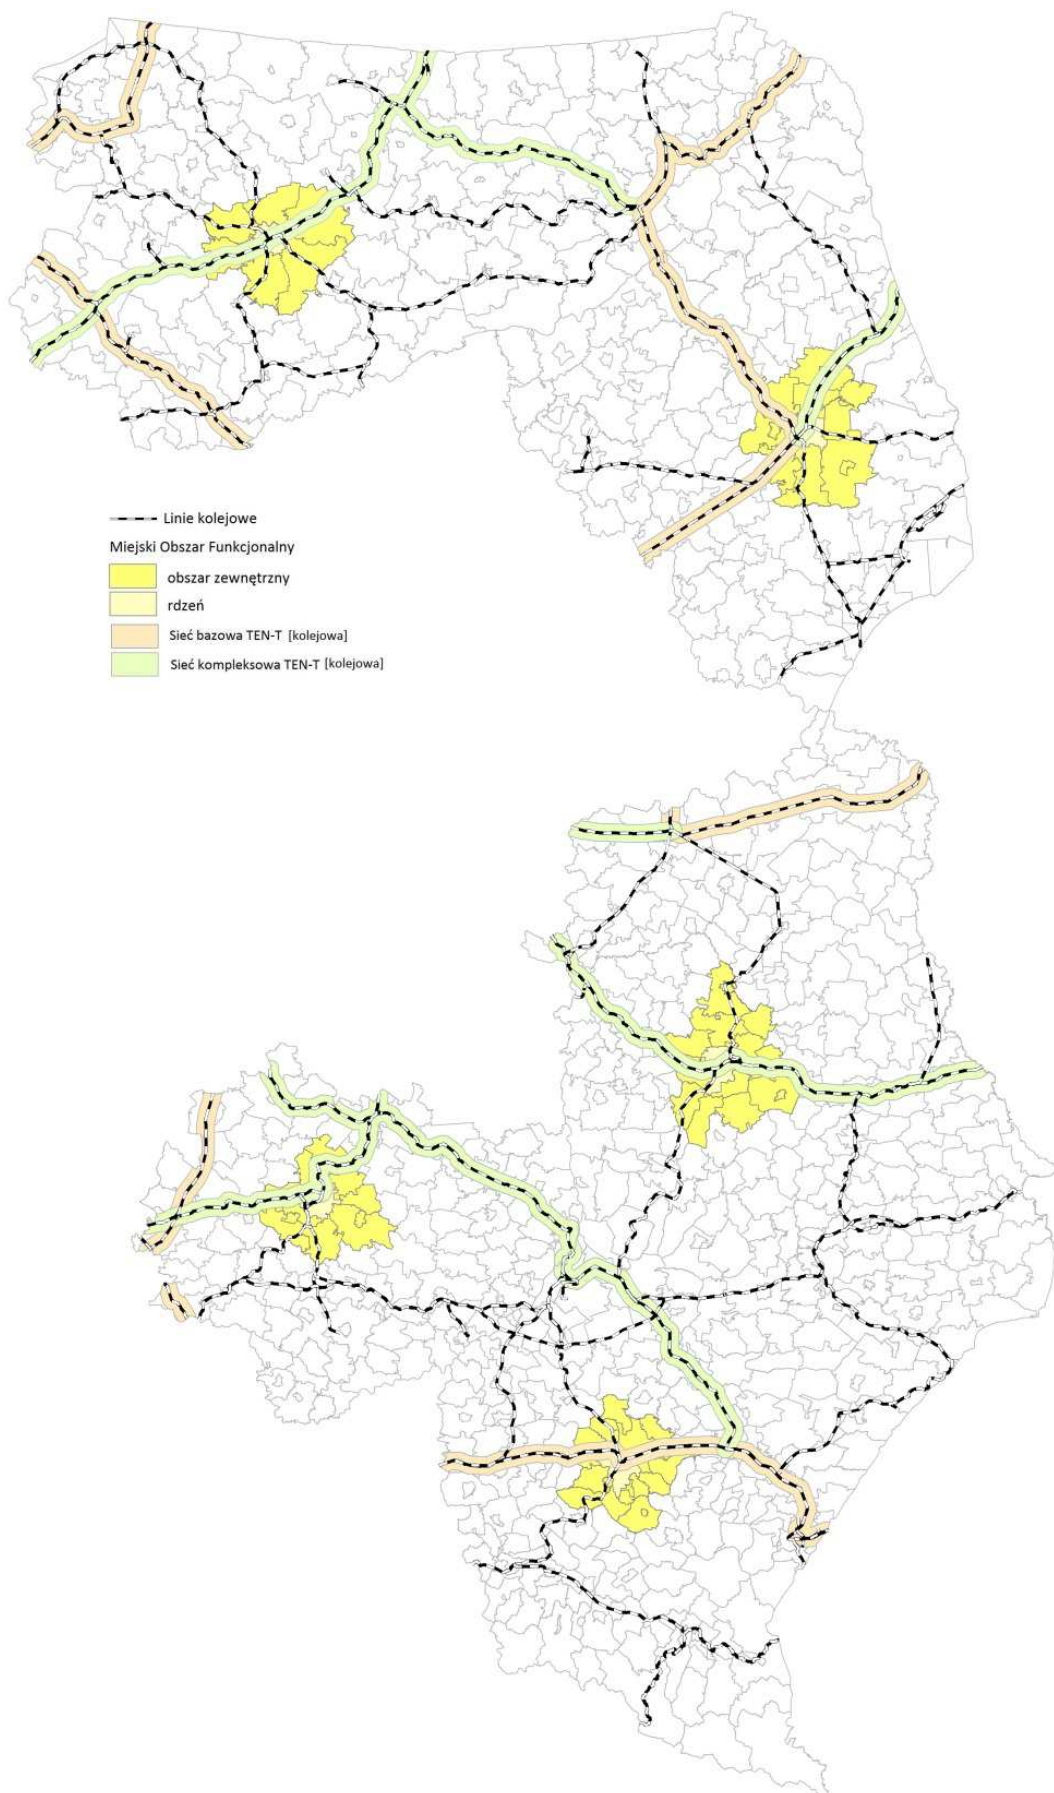 Linie kolejowe
Miejski Obszar Funkcjonalny
obszar zewnętrzny
rdzeń
Sieć bazowa TEN-T [kolejowa]
Sieć kompleksowa TEN-T [kolejowa]